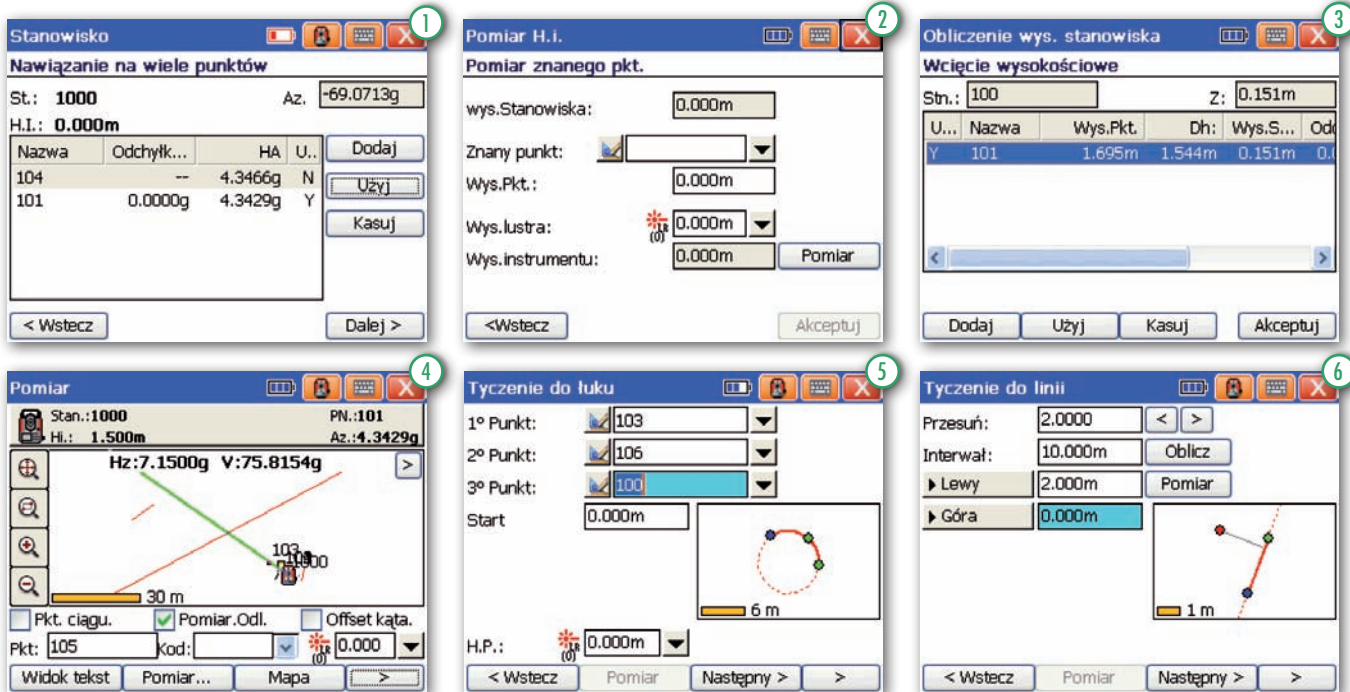 1
Stanowisko
Nawiązanie na wiele punktów
St.: 1000 Az. -69.0713g
H.I.: 0.000m
Nazwa Odchyłk... HA U..
104 -- 4.3466g N
101 0.0000g 4.3429g Y
Dodaj
Użyj
Kasuj
< Wstecz Dalej >
2
Pomiar H.i.
Pomiar znanego pkt.
wys.Stanowiska: 0.000m
Znany punkt:
Wys.Pkt.: 0.000m
Wys.lustra: (0) 0.000m
Wys.instrumentu: 0.000m Pomiar
<Wstecz Akceptuj
3
Obliczenie wys. stanowiska
Wcięcie wysokościowe
Stn.: 100 Z: 0.151m
U... Nazwa Wys.Pkt. Dh: Wys.S... Odc
Y 101 1.695m 1.544m 0.151m 0.0
Dodaj Użyj Kasuj Akceptuj
4
Pomiar
Stan.:1000 PN.:101
Hi.: 1.500m Az.:4.3429g
Hz:7.1500g V:75.8154g >
103
1000
30 m
Pkt. ciągu. Pomiar.Odl. Offset kąta.
Pkt: 105 Kod: (0) 0.000
Widok tekst Pomiar... Mapa >
5
Tyczenie do łuku
1º Punkt: 103
2º Punkt: 106
3º Punkt: 100
Start 0.000m
6 m
H.P.: (0) 0.000m
< Wstecz Pomiar Następny > >
6
Tyczenie do linii
Przesuń: 2.0000 < >
Interwał: 10.000m Oblicz
Lewy 2.000m Pomiar
Góra 0.000m
1 m
< Wstecz Pomiar Następny > >